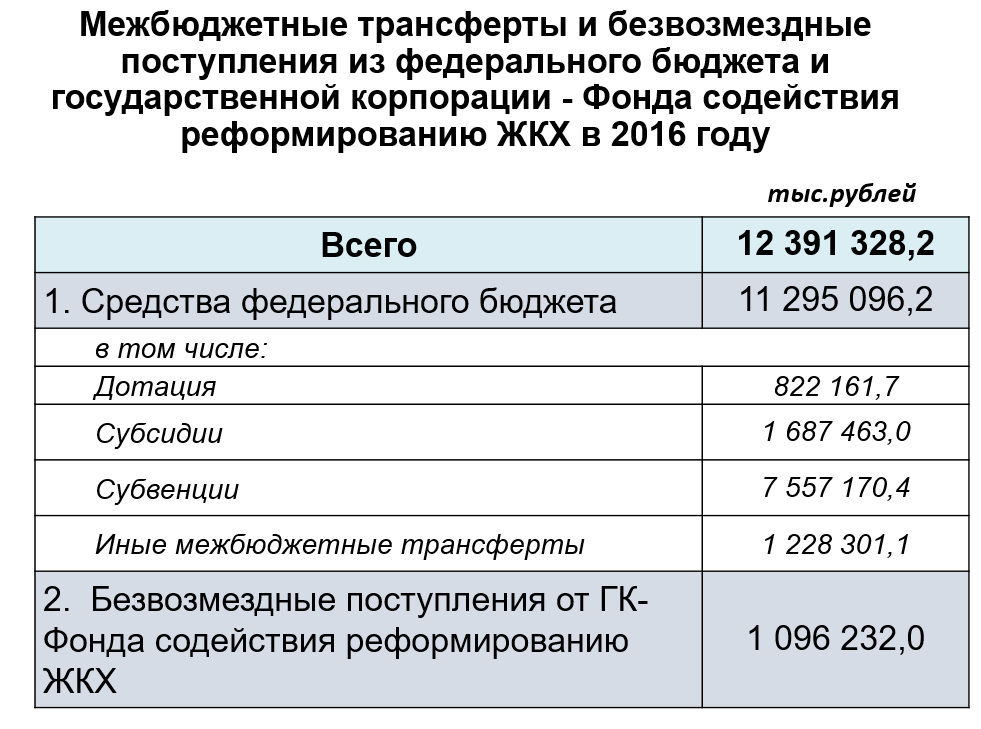 Межбюджетные трансферты и безвозмездные
поступления из федерального бюджета и
государственной корпорации - Фонда содействия
реформированию ЖКХ в 2016 году
тыс.рублей
Всего 12 391 328,2
1. Средства федерального бюджета 11 295 096,2
в том числе:
Дотация 822 161,7
Субсидии 1 687 463,0
Субвенции 7 557 170,4
Иные межбюджетные трансферты 1 228 301,1
2. Безвозмездные поступления от ГК-
Фонда содействия реформированию 1 096 232,0
ЖКХ